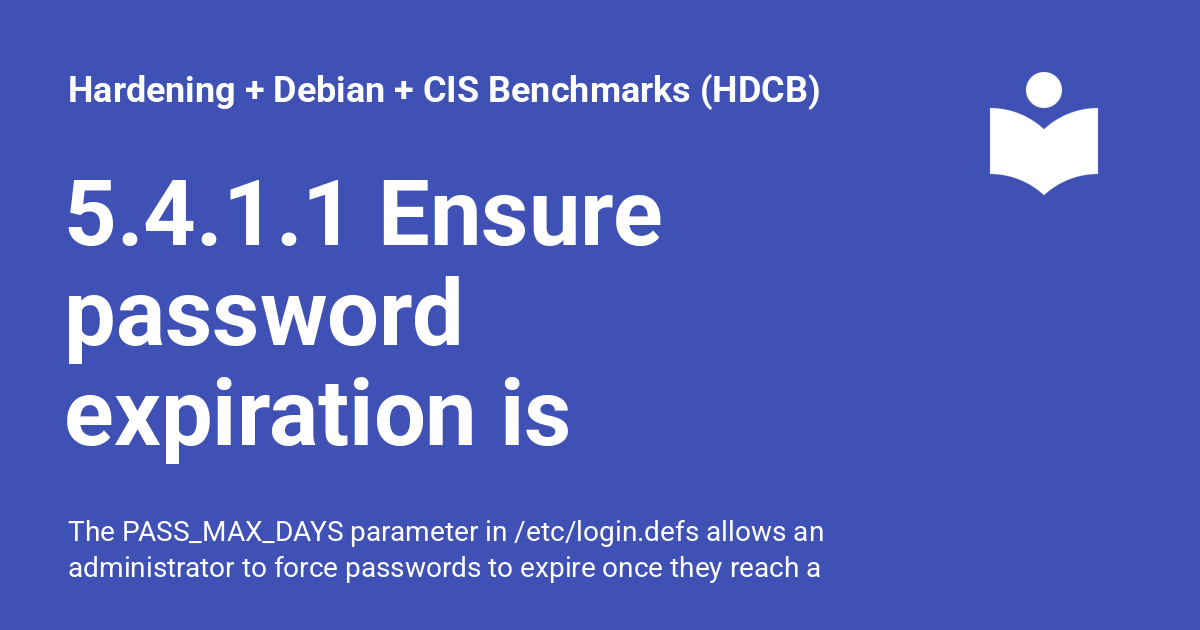 Hardening + Debian + CIS Benchmarks (HDCB)
5.4.1.1 Ensure
password
expiration is
The PASS_MAX_DAYS parameter in /etc/login.defs allows an
administrator to force passwords to expire once they reach a